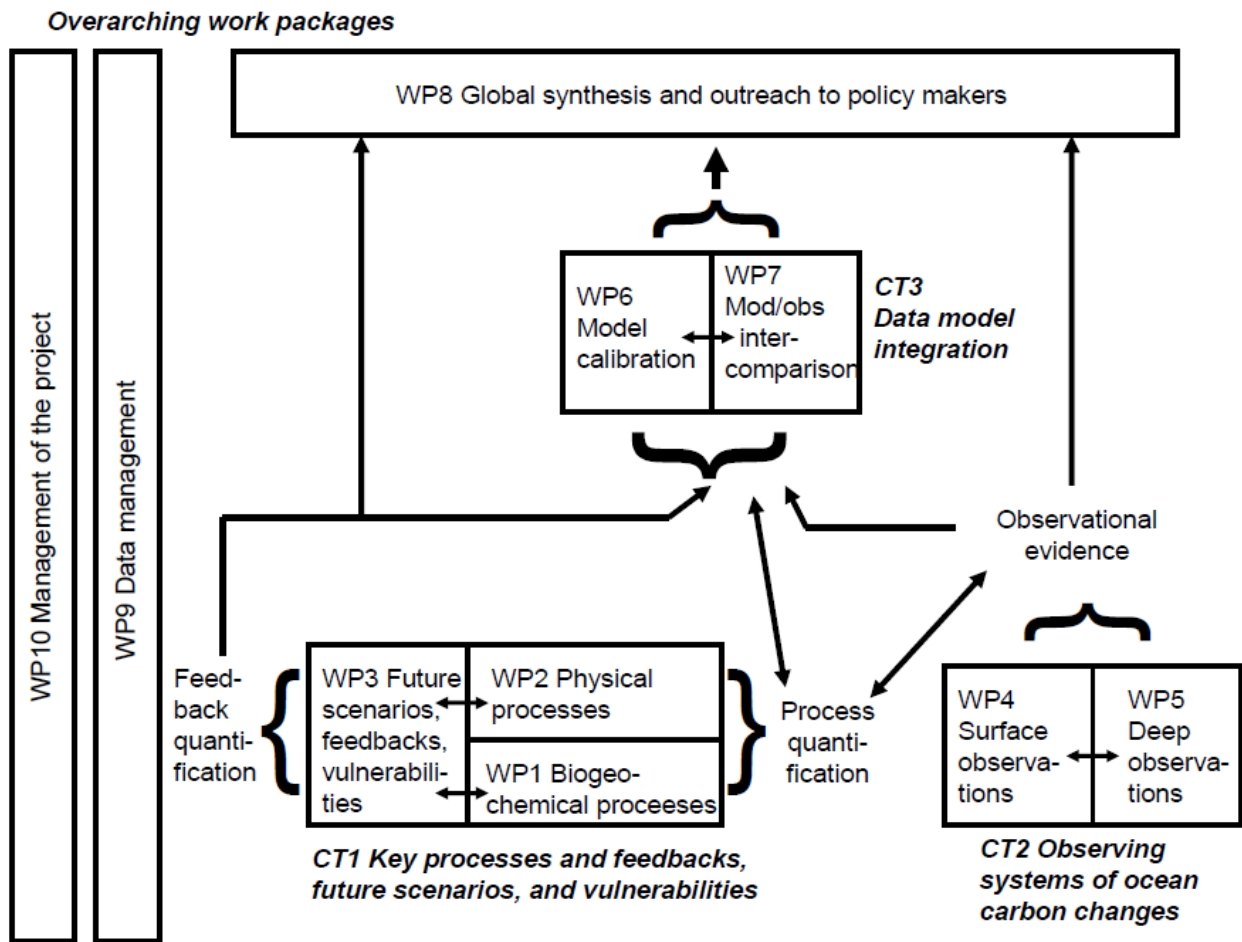 Overarching work packages
WP10 Management of the project
WP9 Data management
WP8 Global synthesis and outreach to policy makers
WP6
Model
calibration
WP7
Mod/obs
inter-
comparison
CT3
Data model
integration
Observational
evidence
Feed-
back
quanti-
fication
WP3 Future
scenarios,
feedbacks,
vulnerabili-
ties
WP2 Physical
processes
WP1 Biogeo-
chemical proceeses
Process
quanti-
fication
WP4
Surface
observa-
tions
WP5
Deep
observa-
tions
CT1 Key processes and feedbacks,
future scenarios, and vulnerabilities
CT2 Observing
systems of ocean
carbon changes